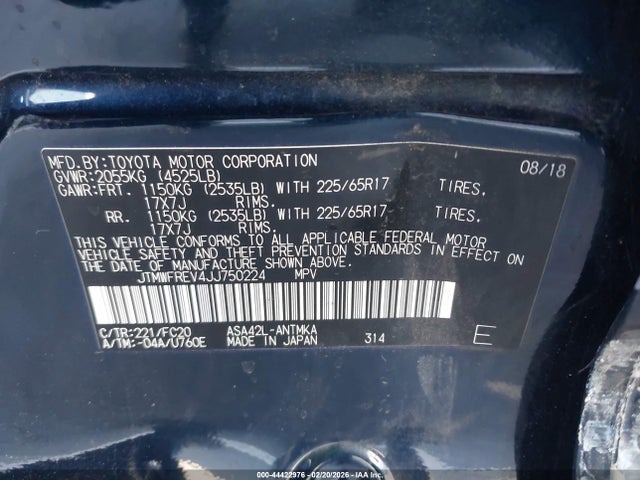 MFD.BY:TOYOTA MOTOR CORPORATION 08/18
GVWR:2055KG (4525LB)
GAWR:FRT. 1150KG (2535LB) WITH 225/65R17 TIRES,
17X7J RIMS.
RR. 1150KG (2535LB) WITH 225/65R17 TIRES,
17X7J RIMS.
THIS VEHICLE CONFORMS TO ALL APPLICABLE FEDERAL MOTOR
VEHICLE SAFETY AND THEFT PREVENTION STANDARDS IN EFFECT ON
THE DATE OF MANUFACTURE SHOWN ABOVE.
JTMWFREV4JJ750224 MPV
C/TR:221/FC20 ASA42L-ANTMKA
A/TM:-04A/U760E MADE IN JAPAN 314 E
000-44422976 - 02/20/2026 - IAA Inc.